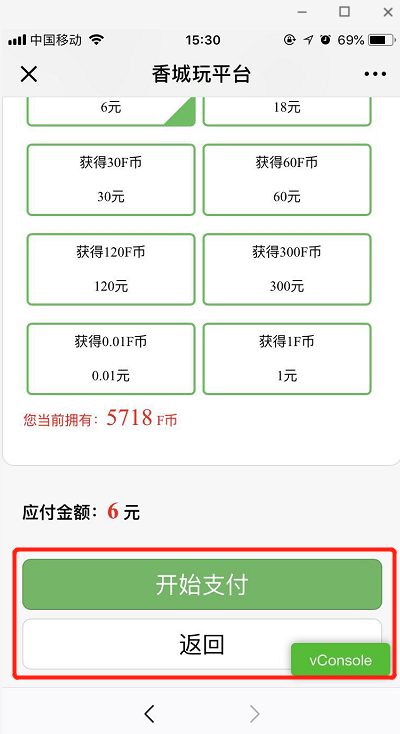 中国移动 15:30 69%
香城玩平台
6元 18元
获得30F币 获得60F币
30元 60元
获得120F币 获得300F币
120元 300元
获得0.01F币 获得1F币
0.01元 1元
您当前拥有：5718 F币
应付金额：6 元
开始支付
返回
vConsole